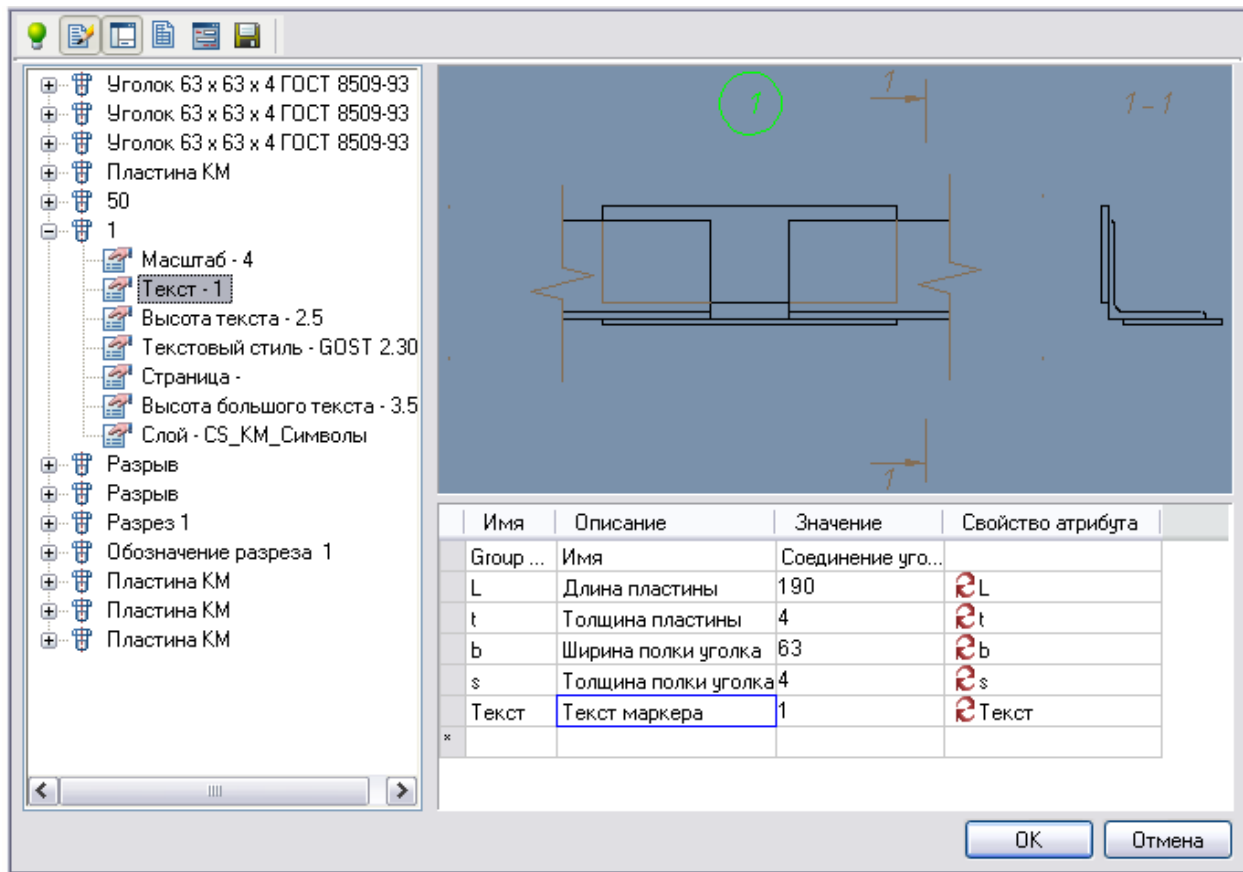 Уголок 63 x 63 x 4 ГОСТ 8509-93
Уголок 63 x 63 x 4 ГОСТ 8509-93
Уголок 63 x 63 x 4 ГОСТ 8509-93
Пластина КМ
50
1
Масштаб - 4
Текст - 1
Высота текста - 2.5
Текстовый стиль - GOST 2.30
Страница -
Высота большого текста - 3.5
Слой - CS_KM_Символы
Разрыв
Разрыв
Разрез 1
Обозначение разреза 1
Пластина КМ
Пластина КМ
Пластина КМ
1
1
1 - 1
1
Имя Описание Значение Свойство атрибута
Group ... Имя Соединение уго...
L Длина пластины 190 L
t Толщина пластины 4 t
b Ширина полки уголка 63 b
s Толщина полки уголка 4 s
Текст Текст маркера 1 Текст
*
OK Отмена